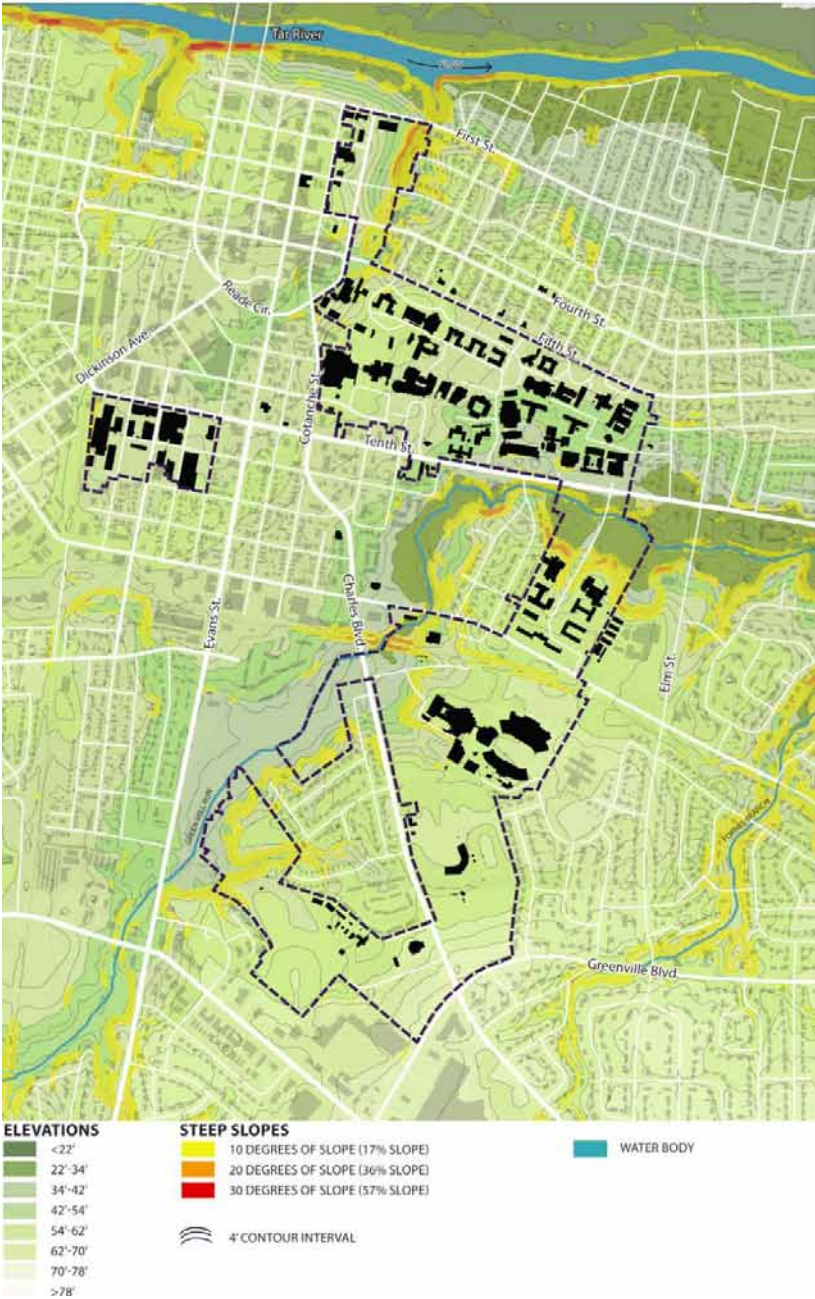 Tar River
First St.
Fourth St.
Reade Cir.
Fifth St.
Dickinson Ave.
Cotanche St.
Tenth St.
Charles Blvd.
Evans St.
Elm St.
GREEN MILL RUN
Greenville Blvd.
ELEVATIONS
<22'
22'-34'
34'-42'
42'-54'
54'-62'
62'-70'
70'-78'
>78'
STEEP SLOPES
10 DEGREES OF SLOPE (17% SLOPE)
20 DEGREES OF SLOPE (36% SLOPE)
30 DEGREES OF SLOPE (57% SLOPE)
4' CONTOUR INTERVAL
WATER BODY